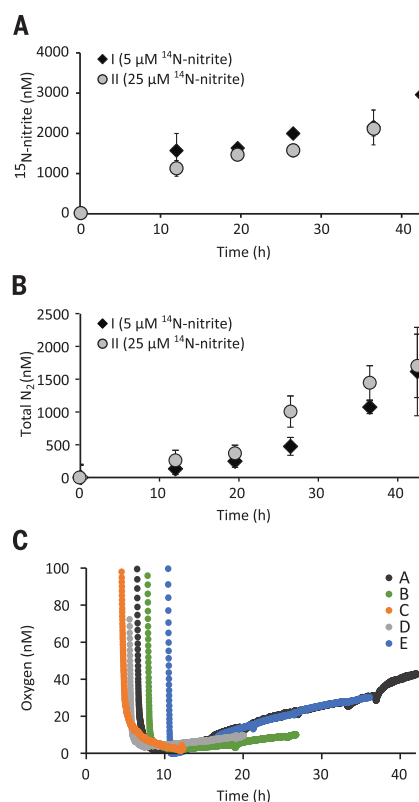 A
4000
3000
2000
1000
0
¹⁵N-nitrite (nM)
◆ I (5 µM ¹⁴N-nitrite)
● II (25 µM ¹⁴N-nitrite)
0 10 20 30 40
Time (h)
B
2500
2000
1500
1000
500
0
Total N₂(nM)
◆ I (5 µM ¹⁴N-nitrite)
● II (25 µM ¹⁴N-nitrite)
0 10 20 30 40
Time (h)
C
100
80
60
40
20
0
Oxygen (nM)
A
B
C
D
E
0 10 20 30 40
Time (h)